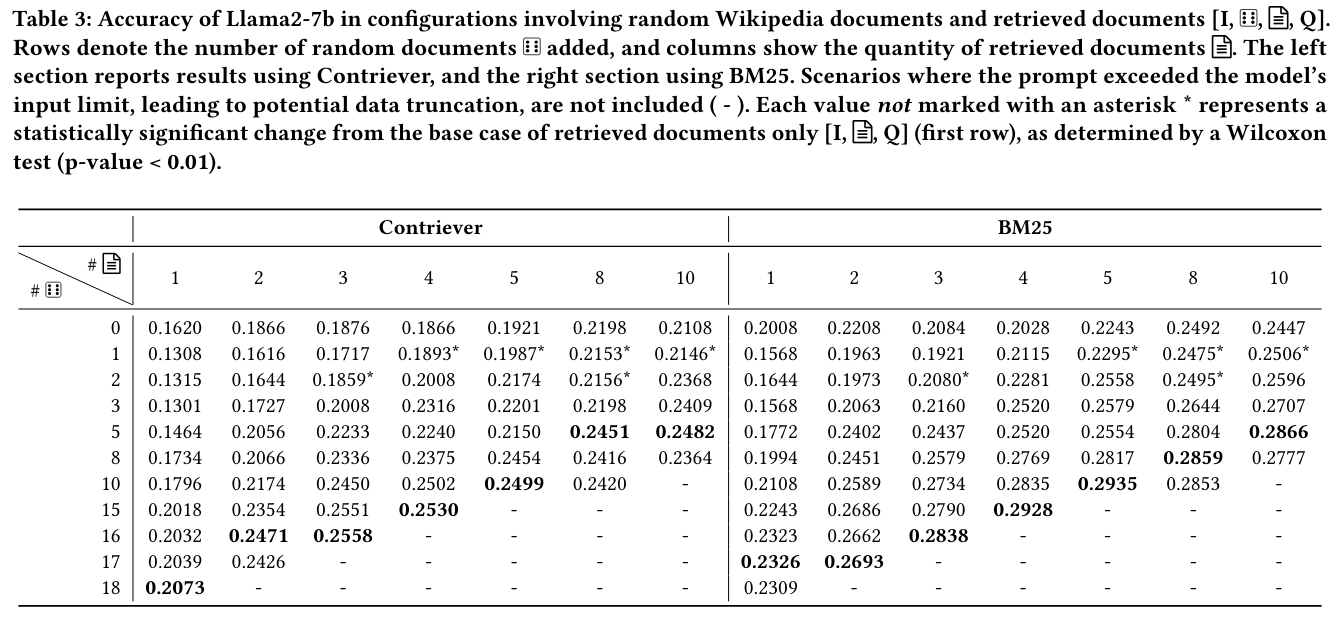 Table 3: Accuracy of Llama2-7b in configurations involving random Wikipedia documents and retrieved documents [I, ⚅, 🖹, Q].
Rows denote the number of random documents ⚅ added, and columns show the quantity of retrieved documents 🖹. The left
section reports results using Contriever, and the right section using BM25. Scenarios where the prompt exceeded the model's
input limit, leading to potential data truncation, are not included ( - ). Each value not marked with an asterisk * represents a
statistically significant change from the base case of retrieved documents only [I, 🖹, Q] (first row), as determined by a Wilcoxon
test (p-value < 0.01).
Contriever BM25
# 🖹 1 2 3 4 5 8 10 1 2 3 4 5 8 10
# ⚅
0 0.1620 0.1866 0.1876 0.1866 0.1921 0.2198 0.2108 0.2008 0.2208 0.2084 0.2028 0.2243 0.2492 0.2447
1 0.1308 0.1616 0.1717 0.1893* 0.1987* 0.2153* 0.2146* 0.1568 0.1963 0.1921 0.2115 0.2295* 0.2475* 0.2506*
2 0.1315 0.1644 0.1859* 0.2008 0.2174 0.2156* 0.2368 0.1644 0.1973 0.2080* 0.2281 0.2558 0.2495* 0.2596
3 0.1301 0.1727 0.2008 0.2316 0.2201 0.2198 0.2409 0.1568 0.2063 0.2160 0.2520 0.2579 0.2644 0.2707
5 0.1464 0.2056 0.2233 0.2240 0.2150 0.2451 0.2482 0.1772 0.2402 0.2437 0.2520 0.2554 0.2804 0.2866
8 0.1734 0.2066 0.2336 0.2375 0.2454 0.2416 0.2364 0.1994 0.2451 0.2579 0.2769 0.2817 0.2859 0.2777
10 0.1796 0.2174 0.2450 0.2502 0.2499 0.2420 - 0.2108 0.2589 0.2734 0.2835 0.2935 0.2853 -
15 0.2018 0.2354 0.2551 0.2530 - - - 0.2243 0.2686 0.2790 0.2928 - - -
16 0.2032 0.2471 0.2558 - - - - 0.2323 0.2662 0.2838 - - - -
17 0.2039 0.2426 - - - - - 0.2326 0.2693 - - - - -
18 0.2073 - - - - - - 0.2309 - - - - - -